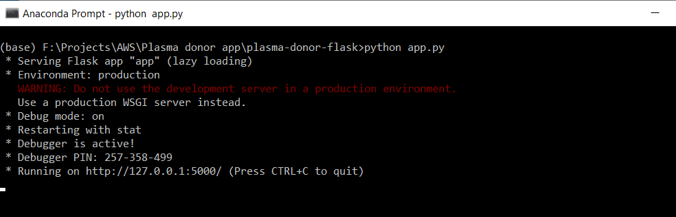 Anaconda Prompt - python  app.py
(base) F:\Projects\AWS\Plasma donor app\plasma-donor-flask>python app.py
 * Serving Flask app "app" (lazy loading)
 * Environment: production
   WARNING: Do not use the development server in a production environment.
   Use a production WSGI server instead.
 * Debug mode: on
 * Restarting with stat
 * Debugger is active!
 * Debugger PIN: 257-358-499
 * Running on http://127.0.0.1:5000/ (Press CTRL+C to quit)